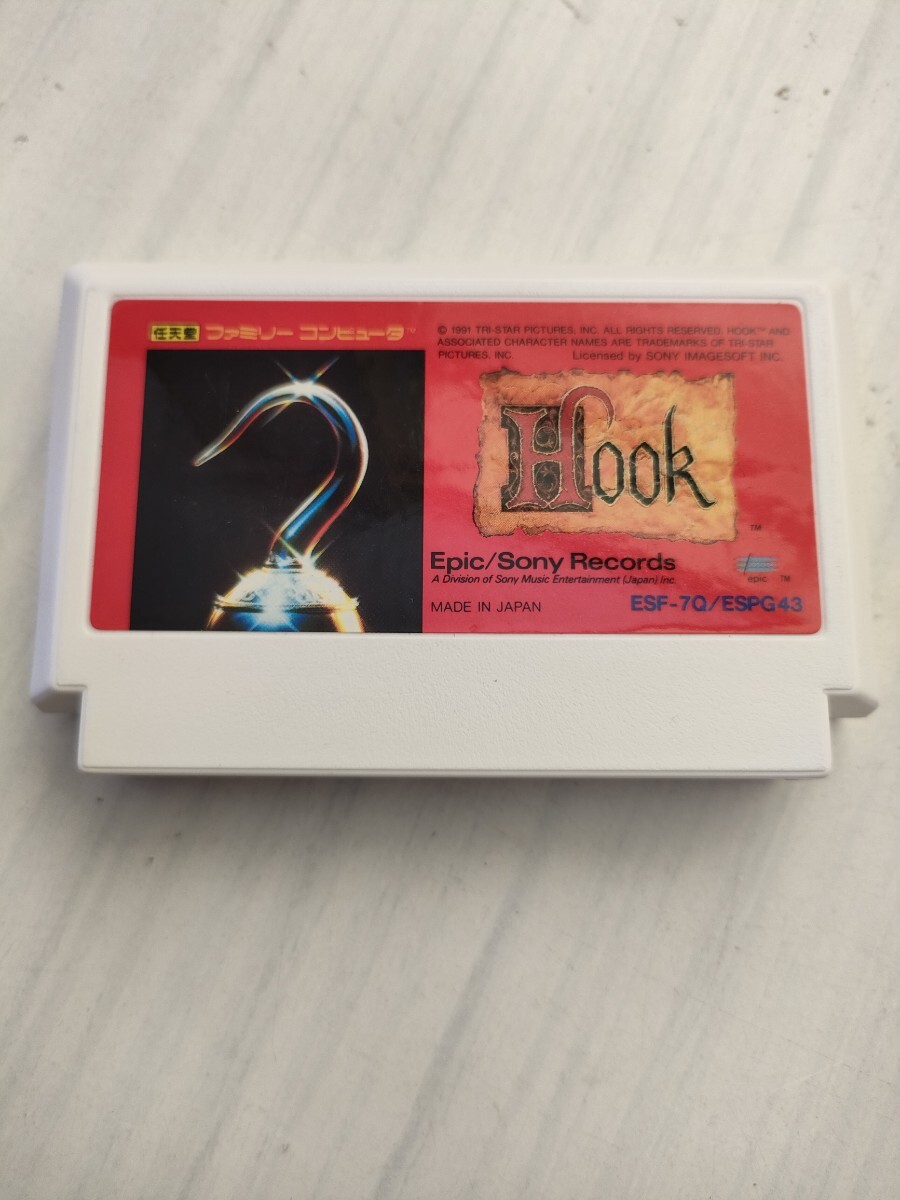 任天堂 ファミリー コンピュータ™
© 1991 TRI-STAR PICTURES, INC. ALL RIGHTS RESERVED. HOOK™ AND
ASSOCIATED CHARACTER NAMES ARE TRADEMARKS OF TRI-STAR
PICTURES, INC. Licensed by SONY IMAGESOFT INC.
Hook
TM
Epic/Sony Records
A Division of Sony Music Entertainment (Japan) Inc.
epic TM
MADE IN JAPAN
ESF-7Q/ESPG43